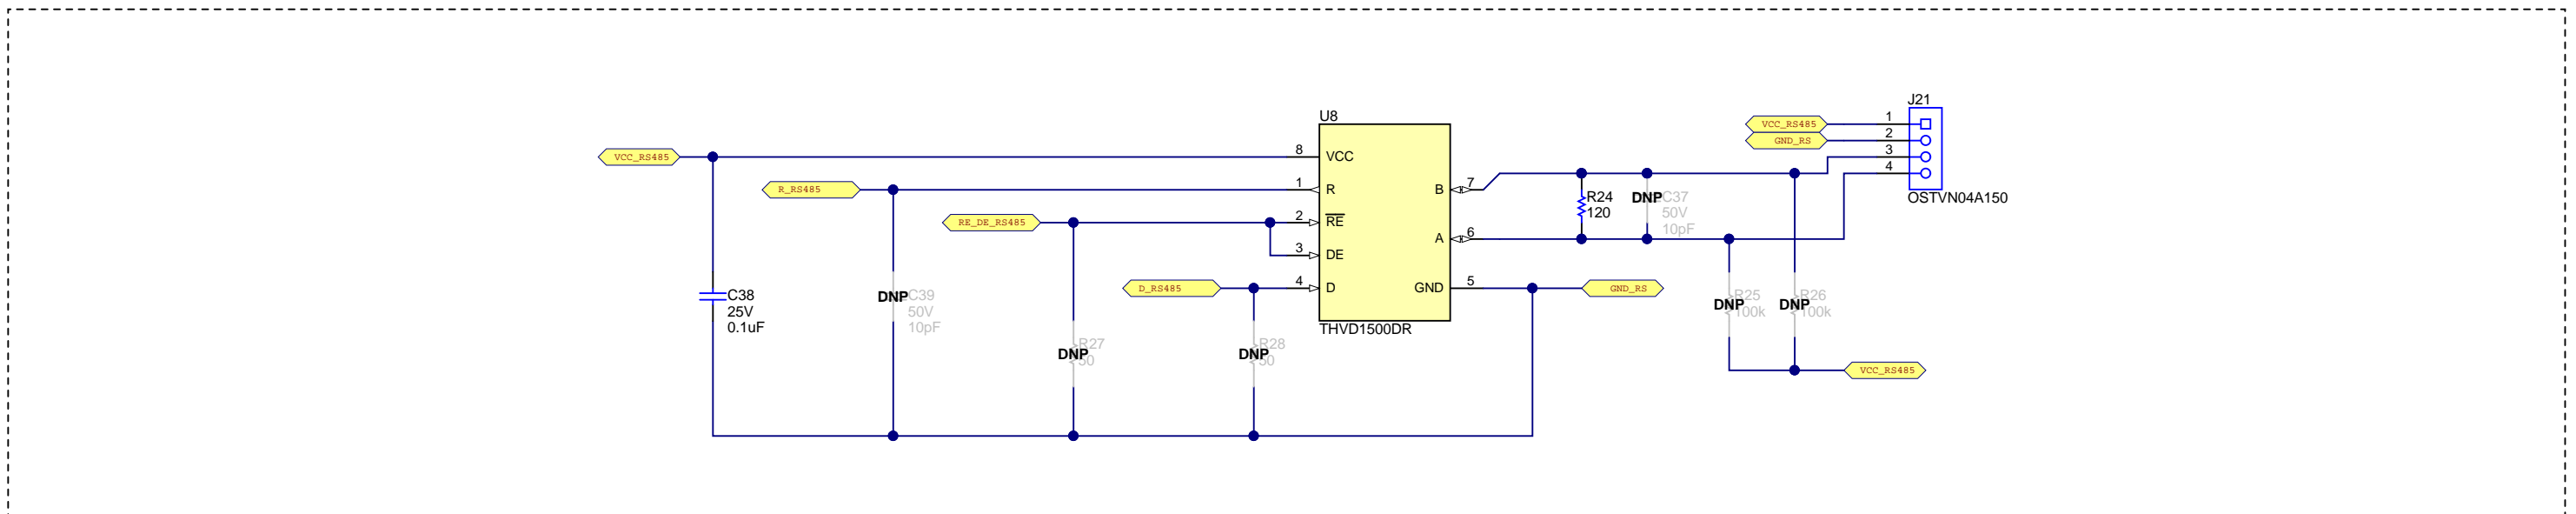 J21
U8
VCC_RS485 1
GND_RS 2
3
4
OSTVN04A150
VCC_RS485 8 VCC
R_RS485 1 R B 7
RE_DE_RS485 2 RE
3 DE A 6
D_RS485 4 D GND 5 GND_RS
THVD1500DR
R24
120
DNP C37
50V
10pF
C38
25V
0.1uF
DNP C39
50V
10pF
DNP R25
100k
DNP R26
100k
DNP R27
50
DNP R28
50
VCC_RS485